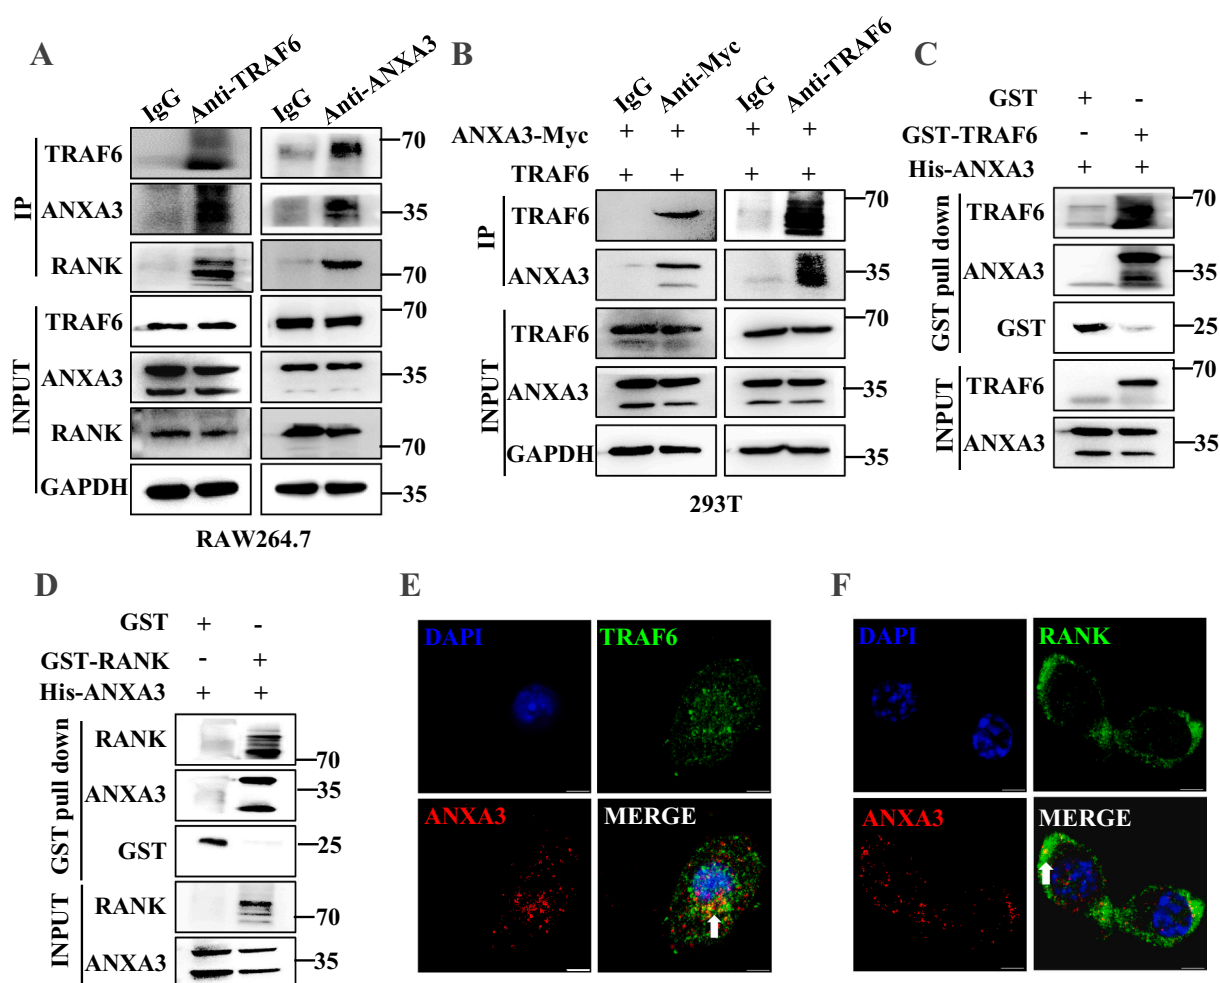 A
IgG Anti-TRAF6 IgG Anti-ANXA3
IP
TRAF6 70
ANXA3 35
RANK 70
INPUT
TRAF6 70
ANXA3 35
RANK 70
GAPDH 35
RAW264.7
B
IgG Anti-Myc IgG Anti-TRAF6
ANXA3-Myc + + + +
TRAF6 + + + +
IP
TRAF6 70
ANXA3 35
INPUT
TRAF6 70
ANXA3 35
GAPDH 35
293T
C
GST + -
GST-TRAF6 - +
His-ANXA3 + +
GST pull down
TRAF6 70
ANXA3 35
GST 25
INPUT
TRAF6 70
ANXA3 35
D
GST + -
GST-RANK - +
His-ANXA3 + +
GST pull down
RANK 70
ANXA3 35
GST 25
INPUT
RANK 70
ANXA3 35
E
DAPI TRAF6
ANXA3 MERGE
F
DAPI RANK
ANXA3 MERGE